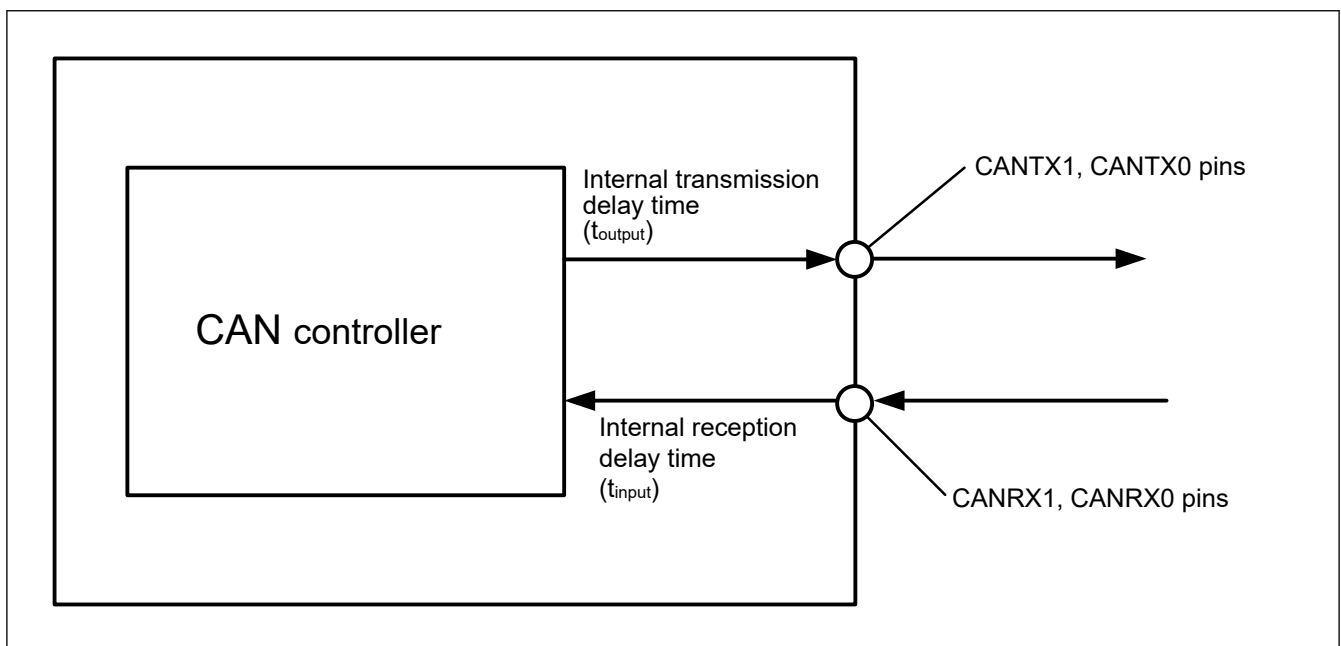 Internal transmission
delay time
(toutput)
CANTX1, CANTX0 pins
CAN controller
Internal reception
delay time
(tinput)
CANRX1, CANRX0 pins